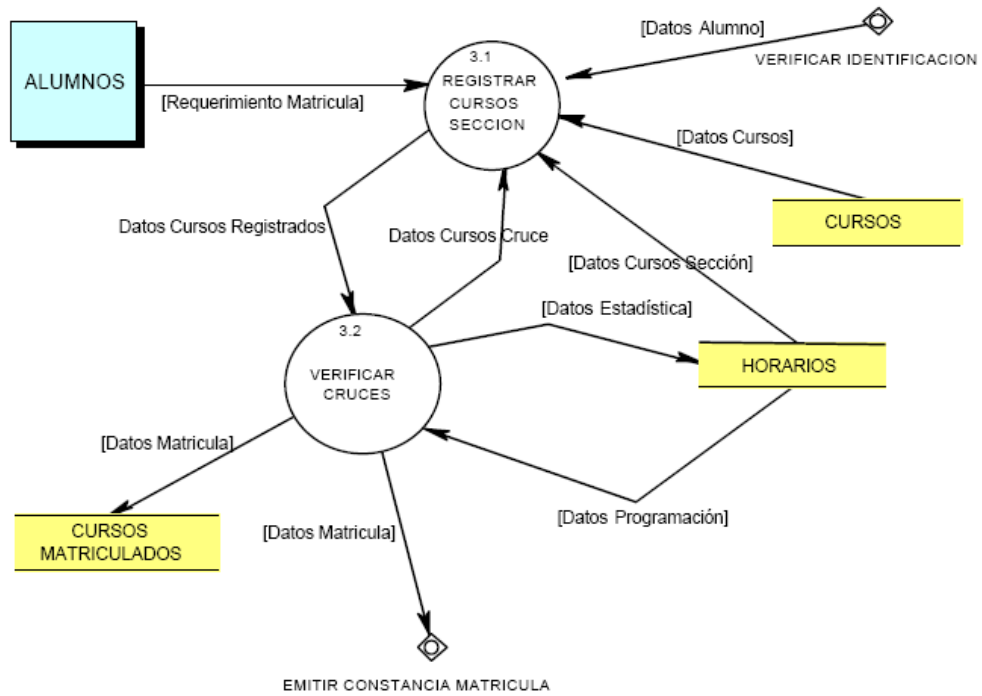 [Datos Alumno]
VERIFICAR IDENTIFICACION
3.1
REGISTRAR
CURSOS
SECCION
ALUMNOS
[Requerimiento Matricula]
[Datos Cursos]
CURSOS
Datos Cursos Registrados
Datos Cursos Cruce
[Datos Cursos Sección]
[Datos Estadística]
3.2
VERIFICAR
CRUCES
HORARIOS
[Datos Matricula]
[Datos Programación]
CURSOS
MATRICULADOS
[Datos Matricula]
EMITIR CONSTANCIA MATRICULA